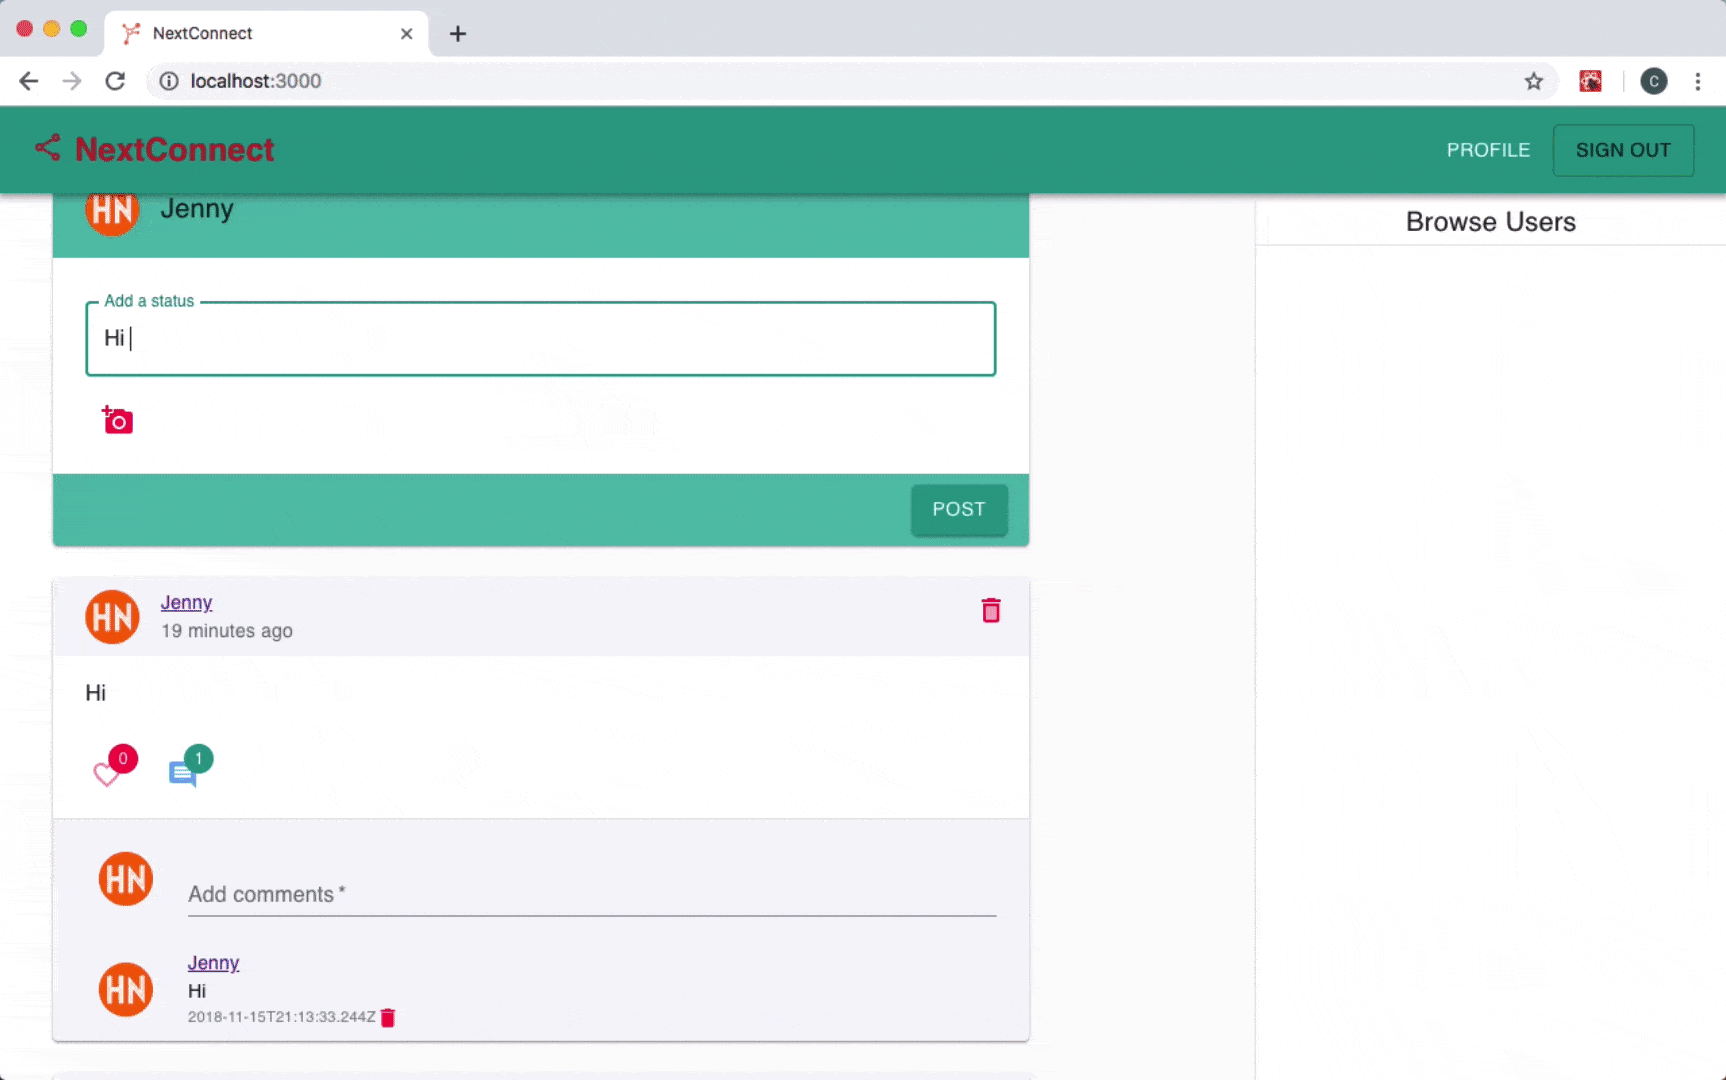 NextConnect
localhost:3000
C
NextConnect
PROFILE
SIGN OUT
HN
Jenny
Browse Users
Add a status
Hi
POST
HN
Jenny
19 minutes ago
Hi
0
1
HN
Add comments *
HN
Jenny
Hi
2018-11-15T21:13:33.244Z